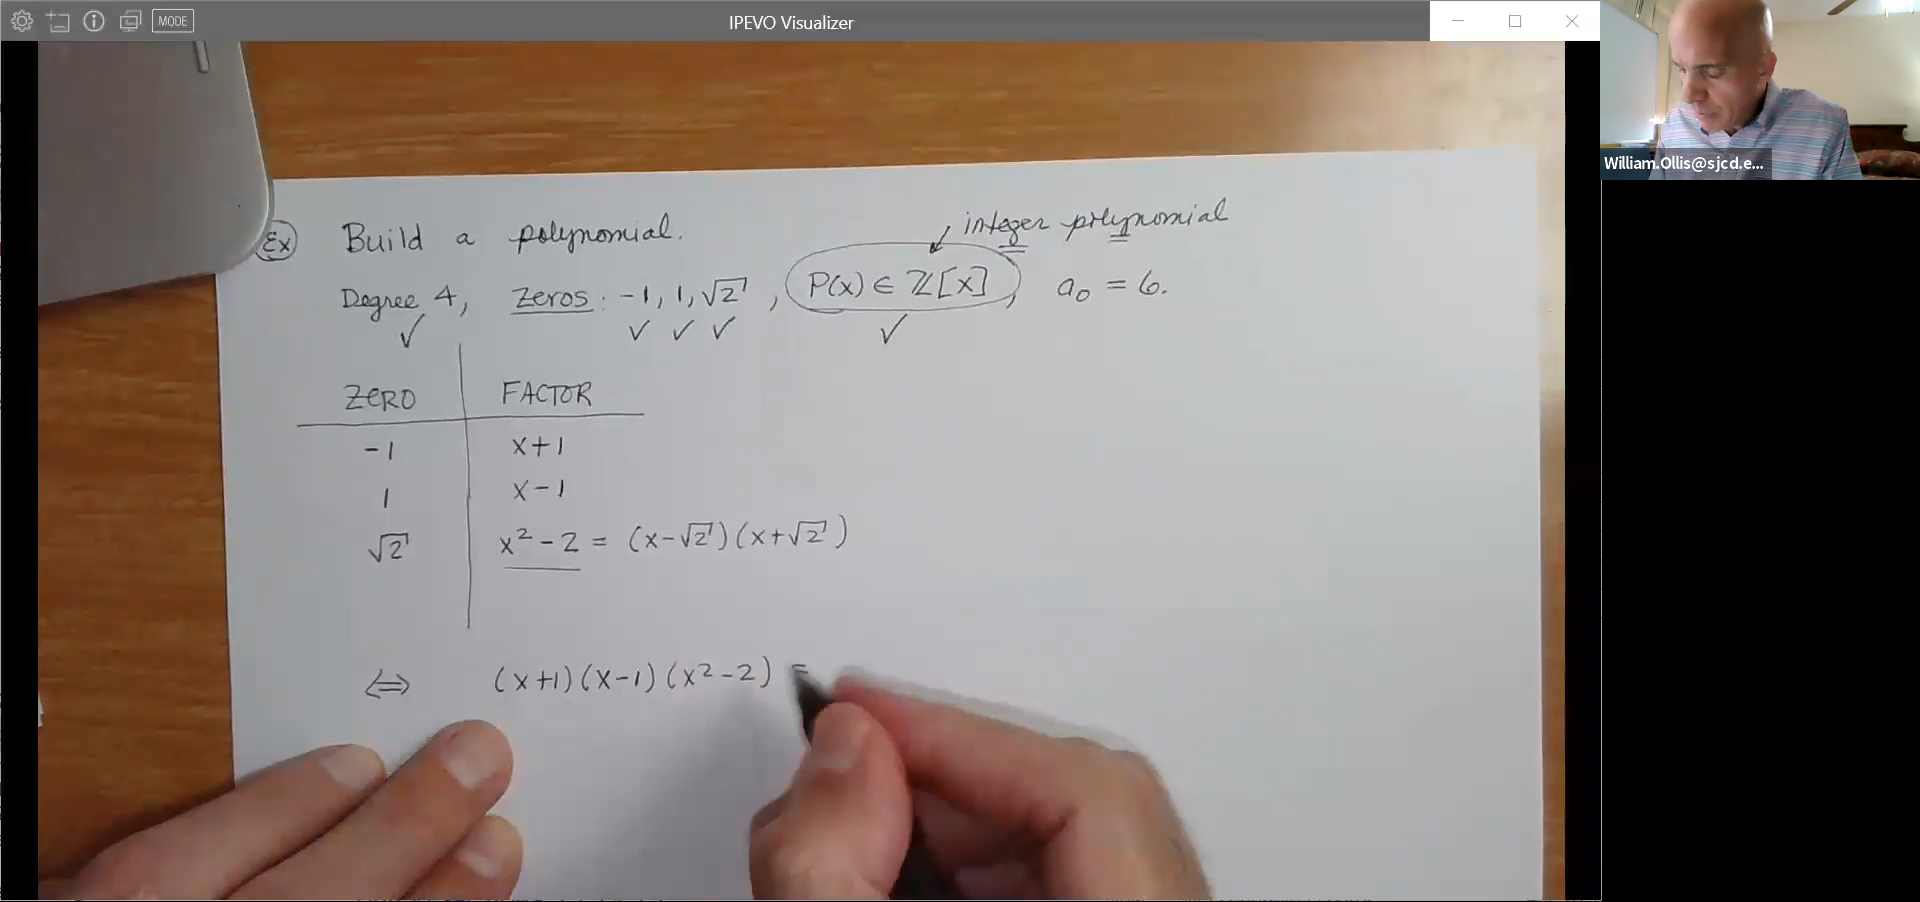 MODE
IPEVO Visualizer
William.Ollis@sjcd.e...
Ex Build a polynomial.
integer polynomial
Degree 4, Zeros: -1, 1, √2, P(x) ∈ ℤ[x], a₀ = 6.
✓ ✓ ✓ ✓ ✓
ZERO FACTOR
-1 x+1
1 x-1
√2 x²-2 = (x-√2)(x+√2)
⇔ (x+1)(x-1)(x²-2) =